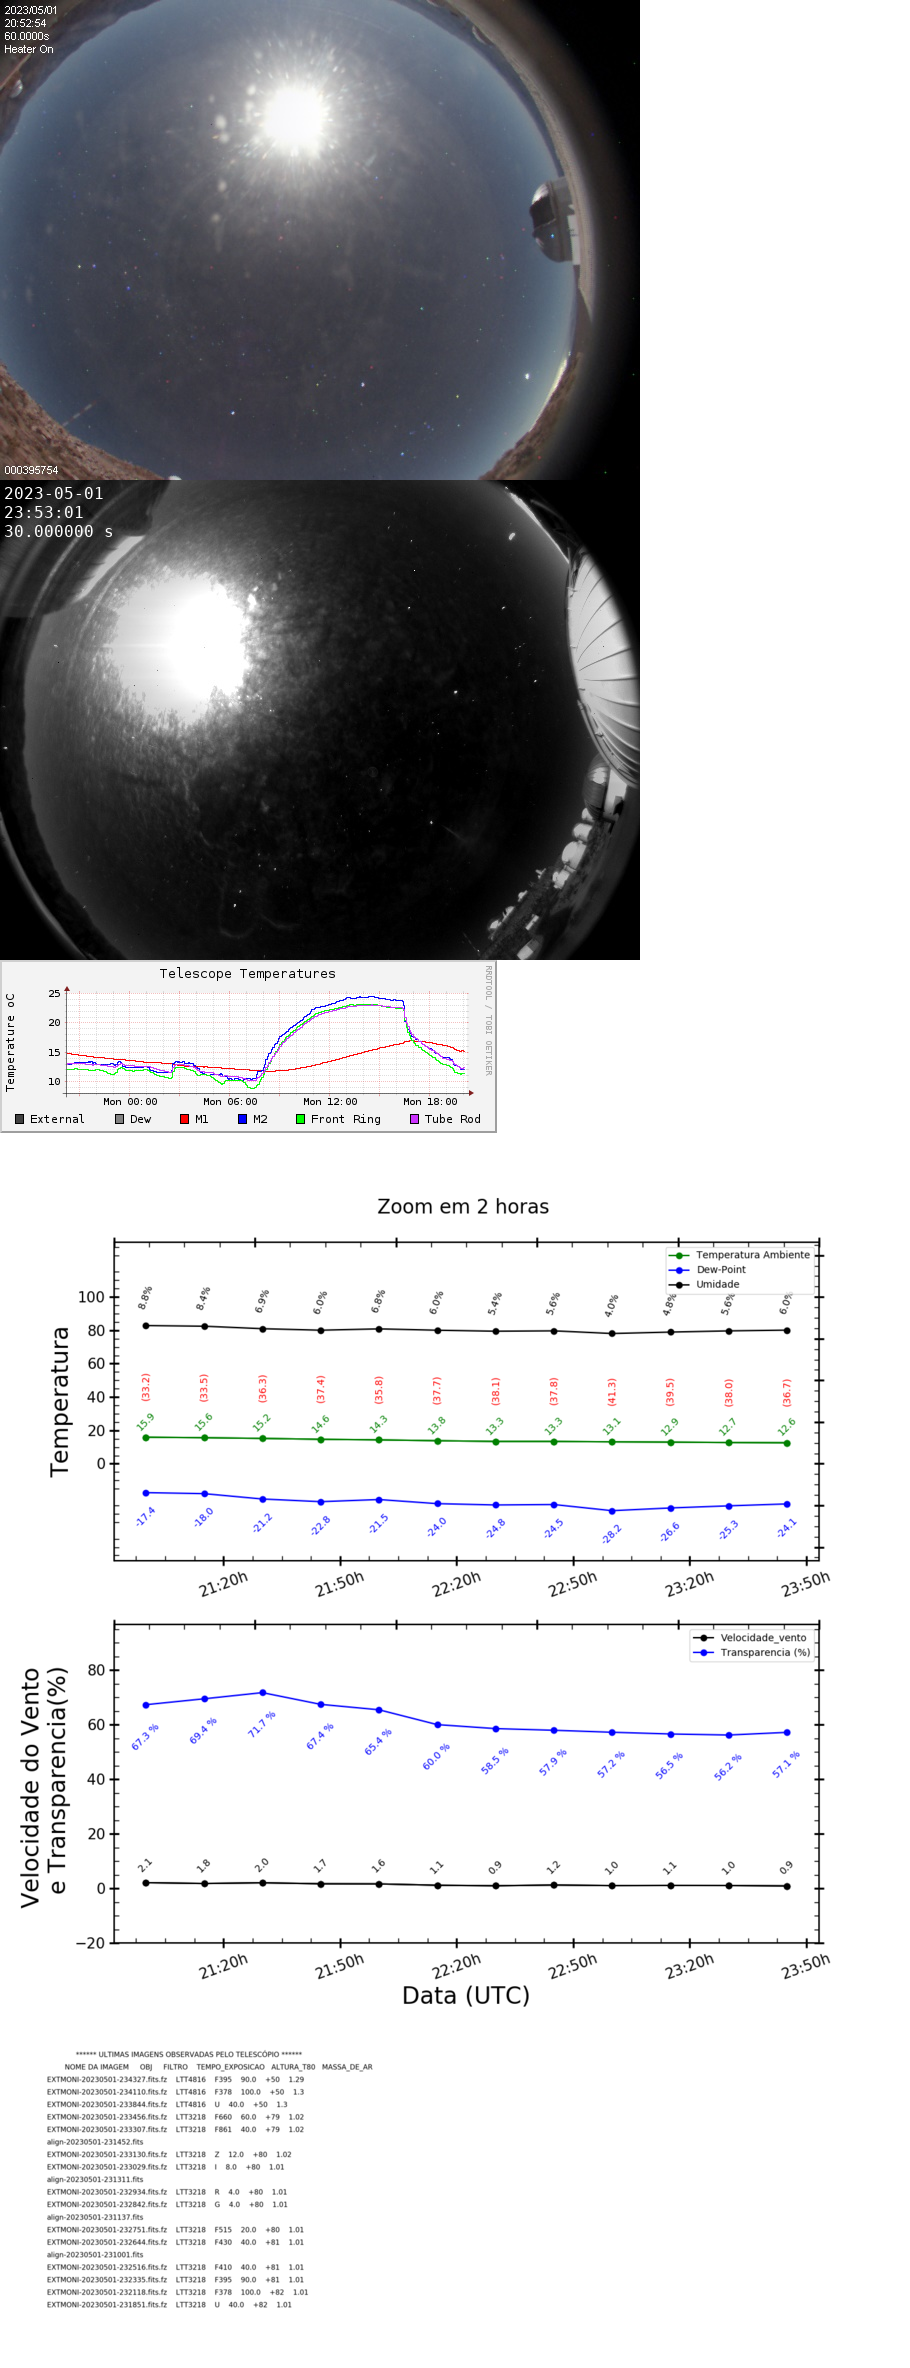 2023/05/01
20:52:54
60.0000s
Heater On
000395754
2023-05-01
23:53:01
30.000000 s
Telescope Temperatures
RRDTOOL / TOBI OETIKER
Temperature oC
25
20
15
10
Mon 00:00 Mon 06:00 Mon 12:00 Mon 18:00
External Dew M1 M2 Front Ring Tube Rod
Zoom em 2 horas
Temperatura Ambiente
Dew-Point
Umidade
Temperatura
100
80
60
40
20
0
8.8% 8.4% 6.9% 6.0% 6.8% 6.0% 5.4% 5.6% 4.0% 4.8% 5.6% 6.0%
(33.2) (33.5) (36.3) (37.4) (35.8) (37.7) (38.1) (37.8) (41.3) (39.5) (38.0) (36.7)
15.9 15.6 15.2 14.6 14.3 13.8 13.3 13.3 13.1 12.9 12.7 12.6
-17.4 -18.0 -21.2 -22.8 -21.5 -24.0 -24.8 -24.5 -28.2 -26.6 -25.3 -24.1
21:20h 21:50h 22:20h 22:50h 23:20h 23:50h
Velocidade_vento
Transparencia (%)
Velocidade do Vento
e Transparencia(%)
80
60
40
20
0
−20
67.3 % 69.4 % 71.7 % 67.4 % 65.4 % 60.0 % 58.5 % 57.9 % 57.2 % 56.5 % 56.2 % 57.1 %
2.1 1.8 2.0 1.7 1.6 1.1 0.9 1.2 1.0 1.1 1.0 0.9
21:20h 21:50h 22:20h 22:50h 23:20h 23:50h
Data (UTC)
****** ULTIMAS IMAGENS OBSERVADAS PELO TELESCÓPIO ******
NOME DA IMAGEM OBJ FILTRO TEMPO_EXPOSICAO ALTURA_T80 MASSA_DE_AR
EXTMONI-20230501-234327.fits.fz LTT4816 F395 90.0 +50 1.29
EXTMONI-20230501-234110.fits.fz LTT4816 F378 100.0 +50 1.3
EXTMONI-20230501-233844.fits.fz LTT4816 U 40.0 +50 1.3
EXTMONI-20230501-233456.fits.fz LTT3218 F660 60.0 +79 1.02
EXTMONI-20230501-233307.fits.fz LTT3218 F861 40.0 +79 1.02
align-20230501-231452.fits
EXTMONI-20230501-233130.fits.fz LTT3218 Z 12.0 +80 1.02
EXTMONI-20230501-233029.fits.fz LTT3218 I 8.0 +80 1.01
align-20230501-231311.fits
EXTMONI-20230501-232934.fits.fz LTT3218 R 4.0 +80 1.01
EXTMONI-20230501-232842.fits.fz LTT3218 G 4.0 +80 1.01
align-20230501-231137.fits
EXTMONI-20230501-232751.fits.fz LTT3218 F515 20.0 +80 1.01
EXTMONI-20230501-232644.fits.fz LTT3218 F430 40.0 +81 1.01
align-20230501-231001.fits
EXTMONI-20230501-232516.fits.fz LTT3218 F410 40.0 +81 1.01
EXTMONI-20230501-232335.fits.fz LTT3218 F395 90.0 +81 1.01
EXTMONI-20230501-232118.fits.fz LTT3218 F378 100.0 +82 1.01
EXTMONI-20230501-231851.fits.fz LTT3218 U 40.0 +82 1.01